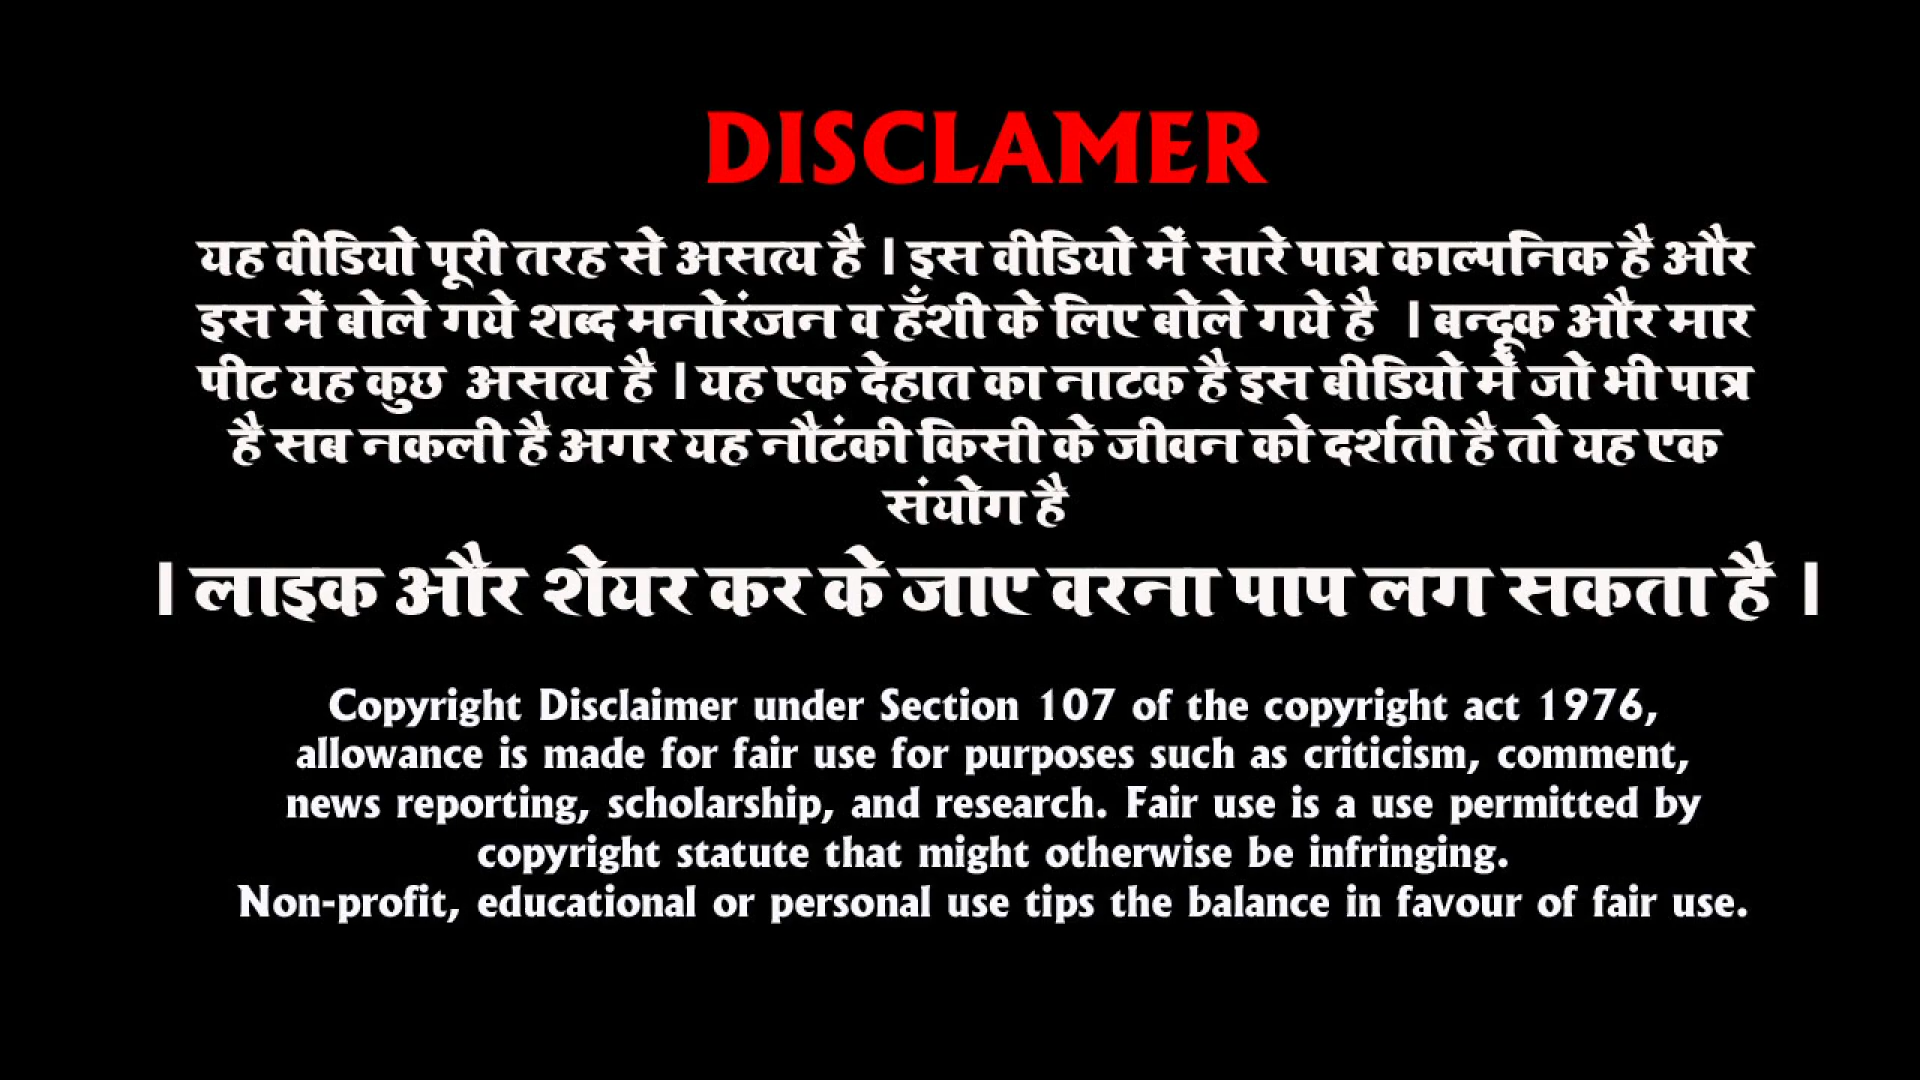 DISCLAMER
यह वीडियो पूरी तरह से असत्य है । इस वीडियो में सारे पात्र काल्पनिक है और
इस में बोले गये शब्द मनोरंजन व हँशी के लिए बोले गये है । बन्दूक और मार
पीट यह कुछ असत्य है । यह एक देहात का नाटक है इस बीडियो में जो भी पात्र
है सब नकली है अगर यह नौटंकी किसी के जीवन को दर्शाती है तो यह एक
संयोग है
। लाइक और शेयर कर के जाए वरना पाप लग सकता है ।
Copyright Disclaimer under Section 107 of the copyright act 1976,
allowance is made for fair use for purposes such as criticism, comment,
news reporting, scholarship, and research. Fair use is a use permitted by
copyright statute that might otherwise be infringing.
Non-profit, educational or personal use tips the balance in favour of fair use.